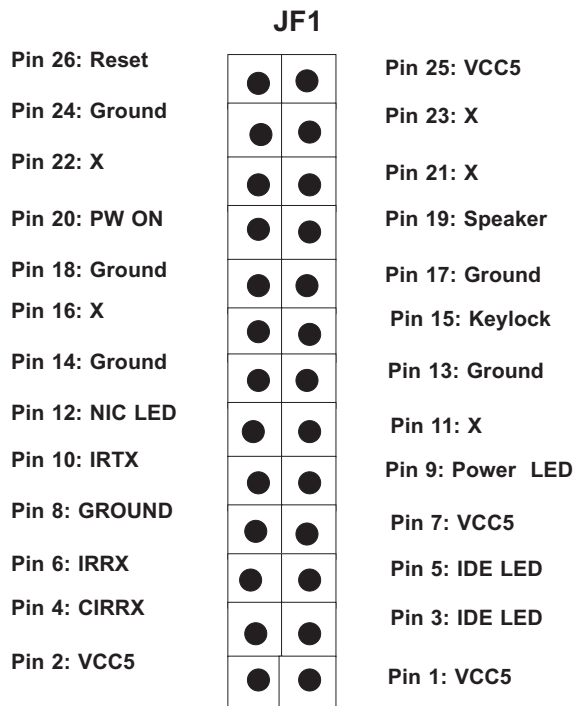 JF1
Pin 26: Reset
Pin 25: VCC5
Pin 24: Ground
Pin 23: X
Pin 22: X
Pin 21: X
Pin 20: PW ON
Pin 19: Speaker
Pin 18: Ground
Pin 17: Ground
Pin 16: X
Pin 15: Keylock
Pin 14: Ground
Pin 13: Ground
Pin 12: NIC LED
Pin 11: X
Pin 10: IRTX
Pin 9: Power LED
Pin 8: GROUND
Pin 7: VCC5
Pin 6: IRRX
Pin 5: IDE LED
Pin 4: CIRRX
Pin 3: IDE LED
Pin 2: VCC5
Pin 1: VCC5